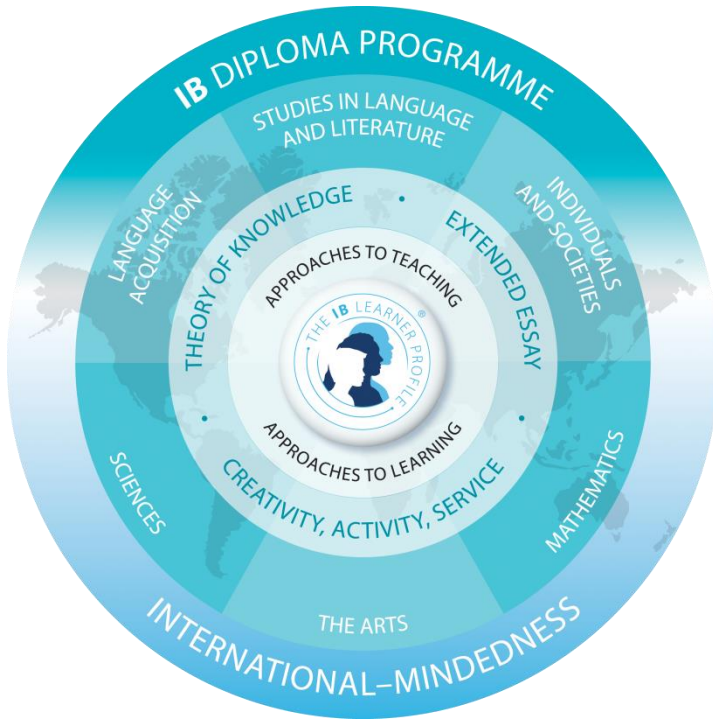 IB DIPLOMA PROGRAMME
STUDIES IN LANGUAGE
AND LITERATURE
LANGUAGE
ACQUISITION
INDIVIDUALS
AND SOCIETIES
THEORY OF KNOWLEDGE
•
EXTENDED ESSAY
•
APPROACHES TO TEACHING
• THE IB LEARNER PROFILE •
®
APPROACHES TO LEARNING
•
CREATIVITY, ACTIVITY, SERVICE
SCIENCES
MATHEMATICS
THE ARTS
INTERNATIONAL–MINDEDNESS